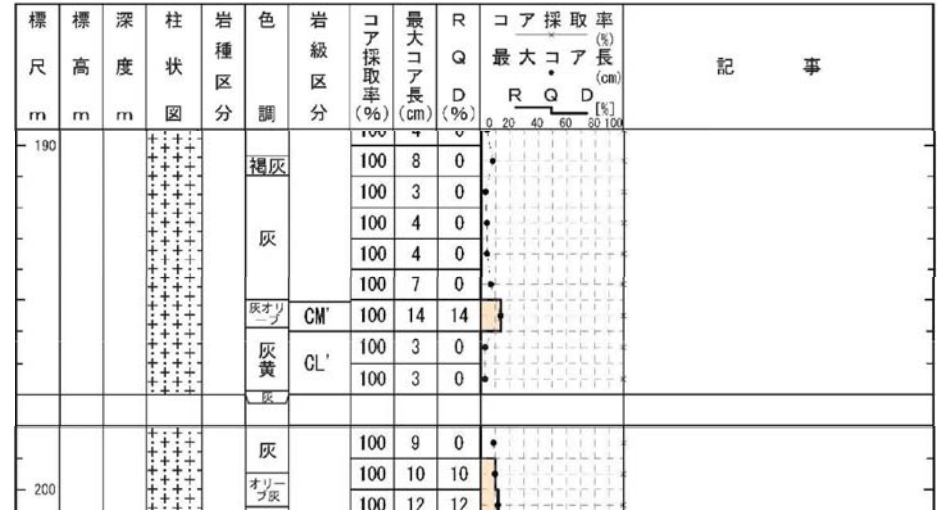 標尺 m 標高 m 深度 m 柱状図 岩種区分 色調 岩級区分 コア採取率(%) 最大コア長(cm) RQD(%) コア採取率(%) 最大コア長(cm) RQD[%] 記事
0 20 40 60 80 100
190
褐灰 100 8 0
100 3 0
灰 100 4 0
100 4 0
100 7 0
灰オリーブ CM' 100 14 14
灰黄 CL' 100 3 0
100 3 0
灰
灰 100 9 0
200 オリーブ灰 100 10 10
100 12 12